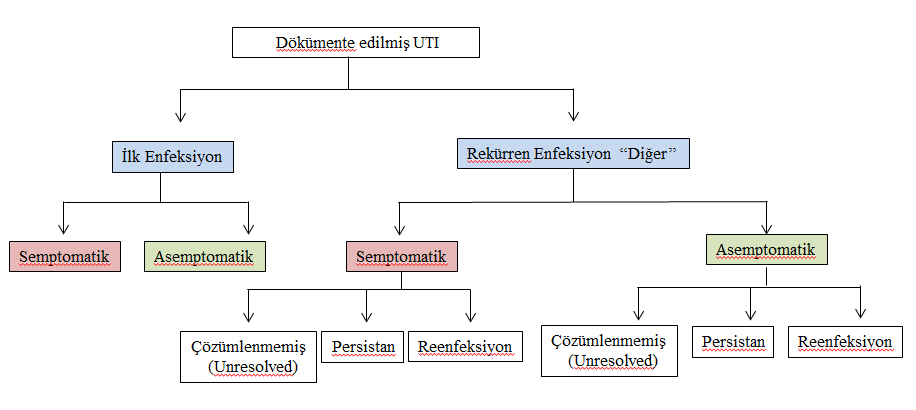 Dökümente edilmiş UTI
İlk Enfeksiyon
Rekürren Enfeksiyon “Diğer”
Semptomatik
Asemptomatik
Semptomatik
Asemptomatik
Çözümlenmemiş
(Unresolved)
Persistan
Reenfeksiyon
Çözümlenmemiş
(Unresolved)
Persistan
Reenfeksiyon